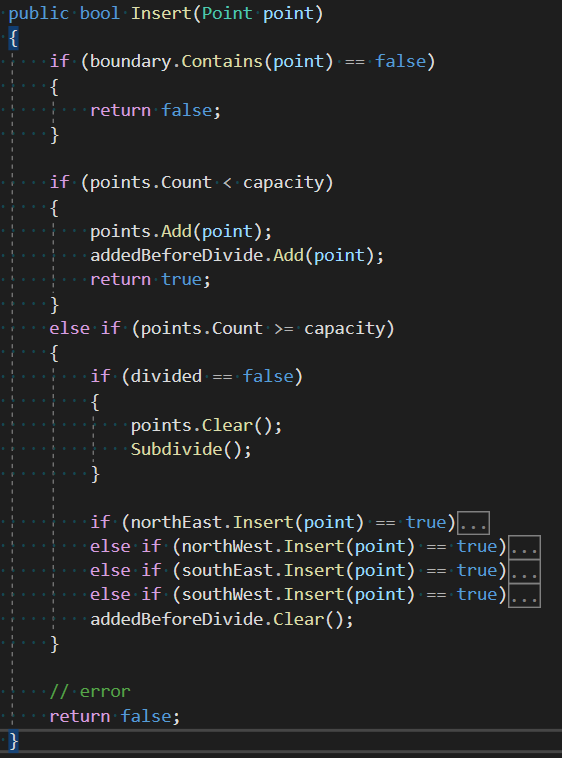 public bool Insert(Point point)
{
if (boundary.Contains(point) == false)
{
return false;
}
if (points.Count < capacity)
{
points.Add(point);
addedBeforeDivide.Add(point);
return true;
}
else if (points.Count >= capacity)
{
if (divided == false)
{
points.Clear();
Subdivide();
}
if (northEast.Insert(point) == true)...
else if (northWest.Insert(point) == true)...
else if (southEast.Insert(point) == true)...
else if (southWest.Insert(point) == true)...
addedBeforeDivide.Clear();
}
// error
return false;
}